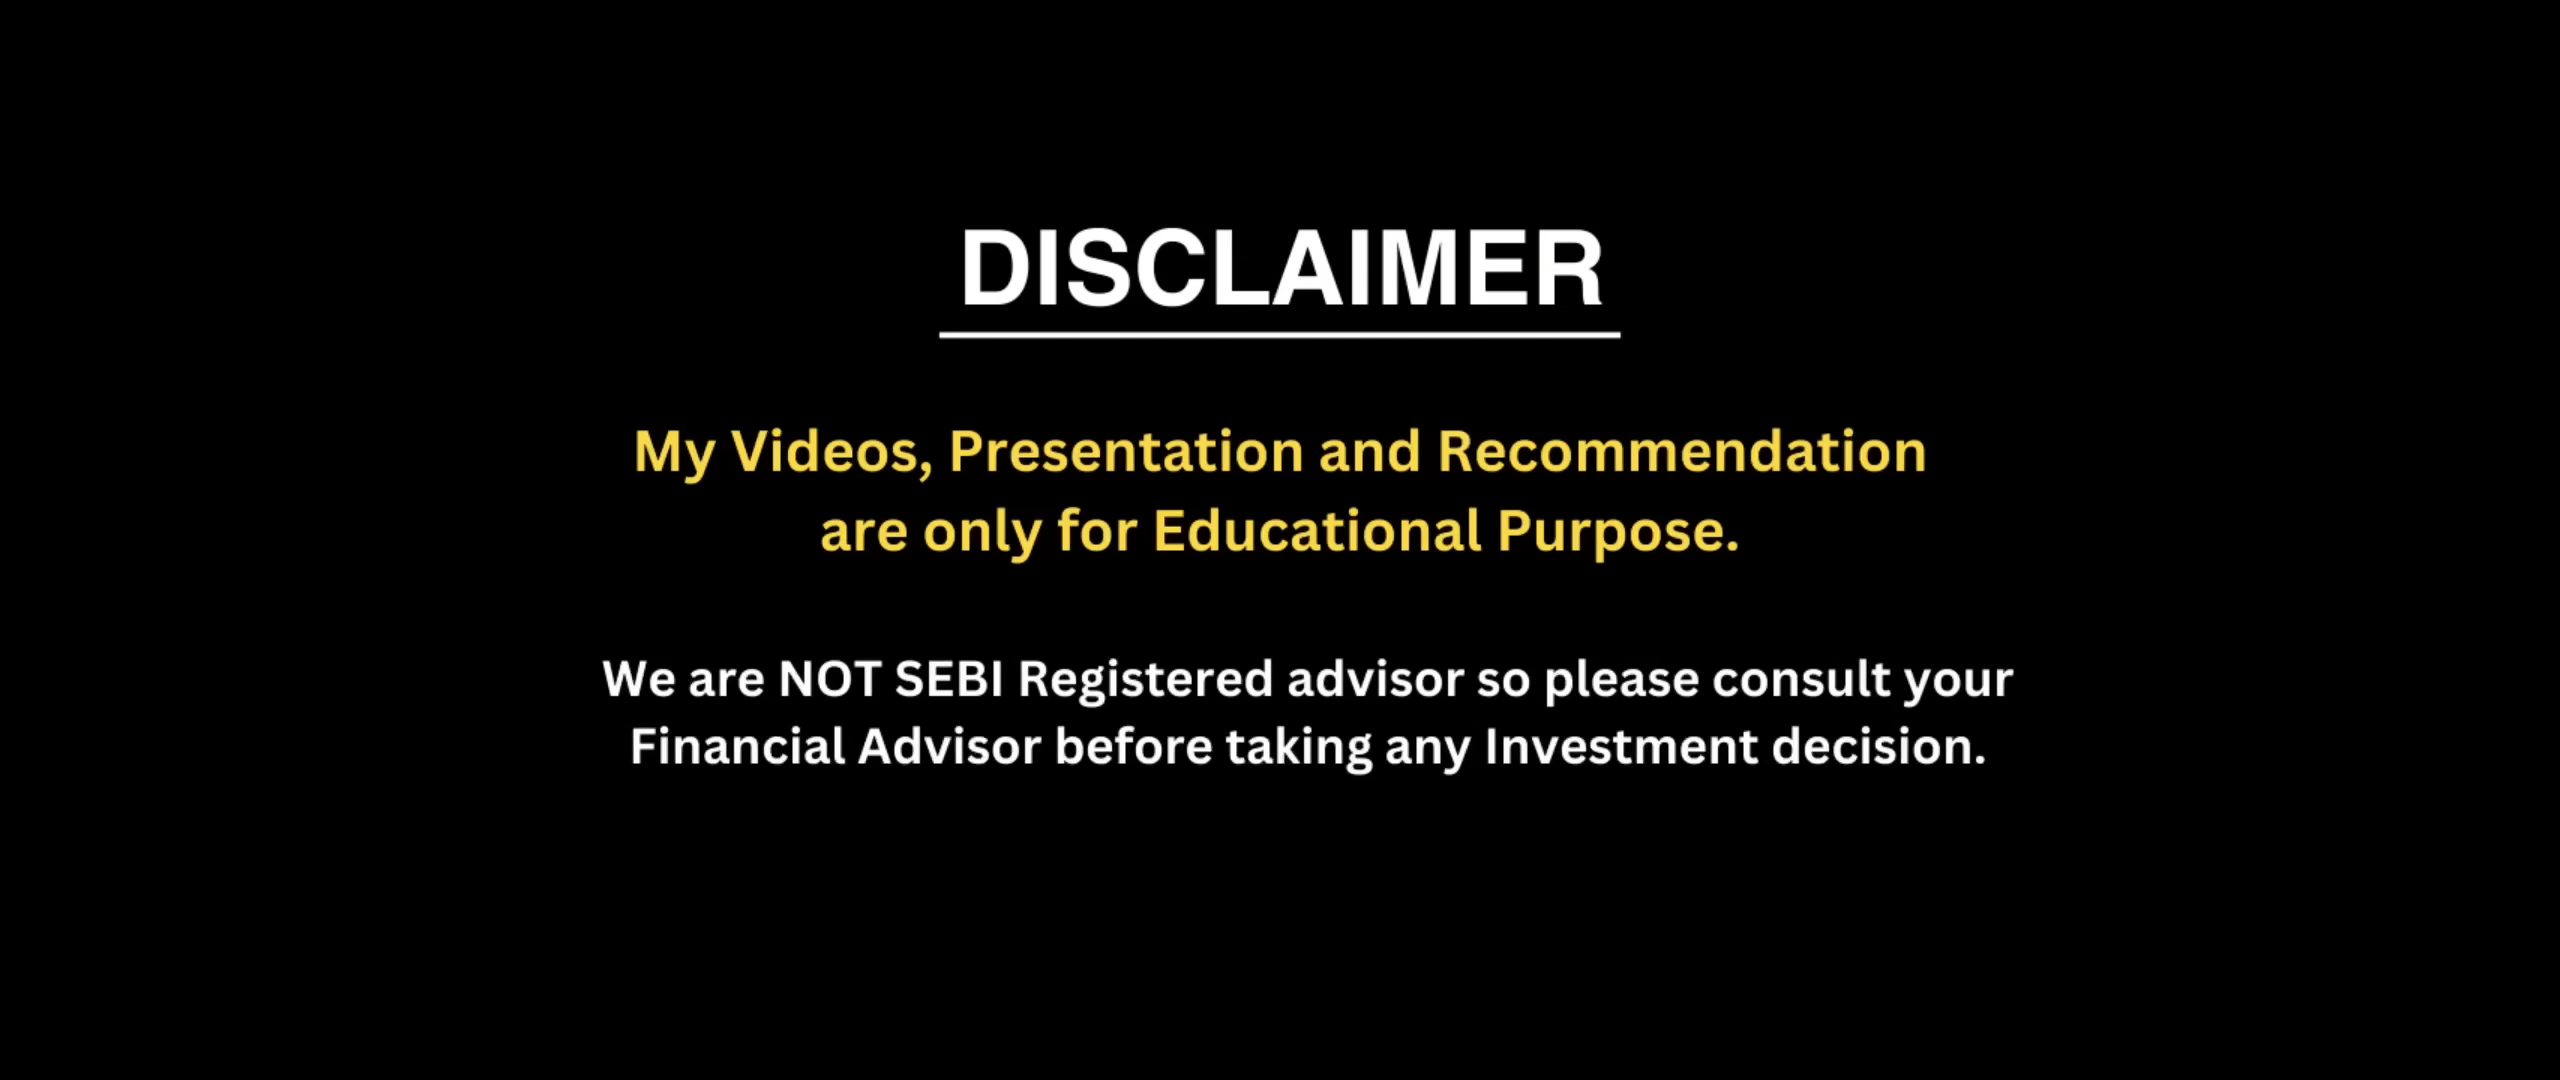 DISCLAIMER
My Videos, Presentation and Recommendation
are only for Educational Purpose.
We are NOT SEBI Registered advisor so please consult your
Financial Advisor before taking any Investment decision.